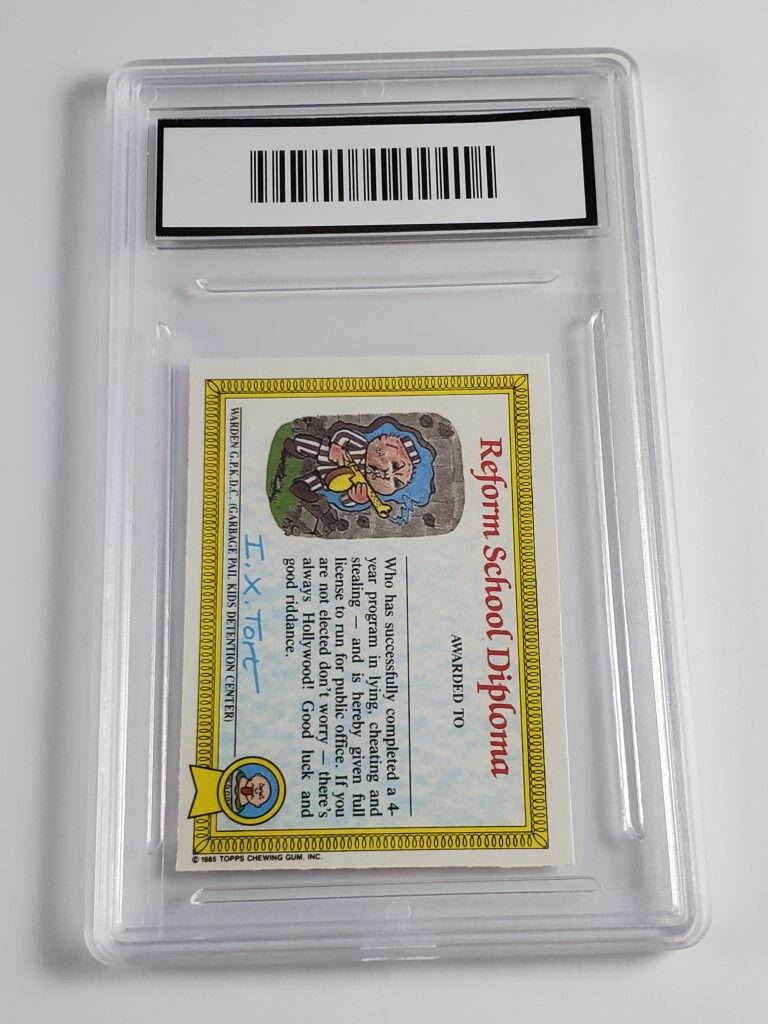 Reform School Diploma
AWARDED TO
Who has successfully completed a 4-
year program in lying, cheating and
stealing — and is hereby given full
license to run for public office. If you
are not elected don't worry — there's
always Hollywood! Good luck and
good riddance.
I. X. Tort
WARDEN G.P.K.D.C. (GARBAGE PAIL KIDS DETENTION CENTER)
© 1985 TOPPS CHEWING GUM, INC.